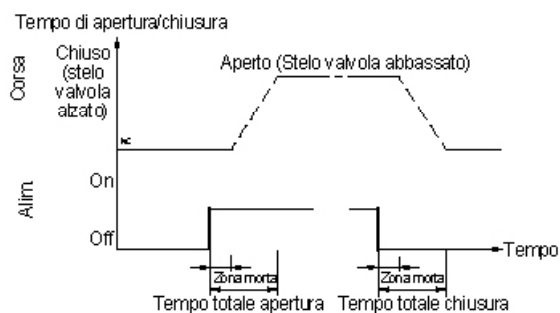 Tempo di apertura/chiusura
Corsa
Chiuso
(stelo
valvola
alzato)
Aperto (Stelo valvola abbassato)
Alim.
On
Off
Tempo
Zona morta
Zona morta
Tempo totale apertura
Tempo totale chiusura